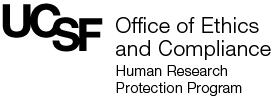 UCSF
Office of Ethics
and Compliance
Human Research
Protection Program